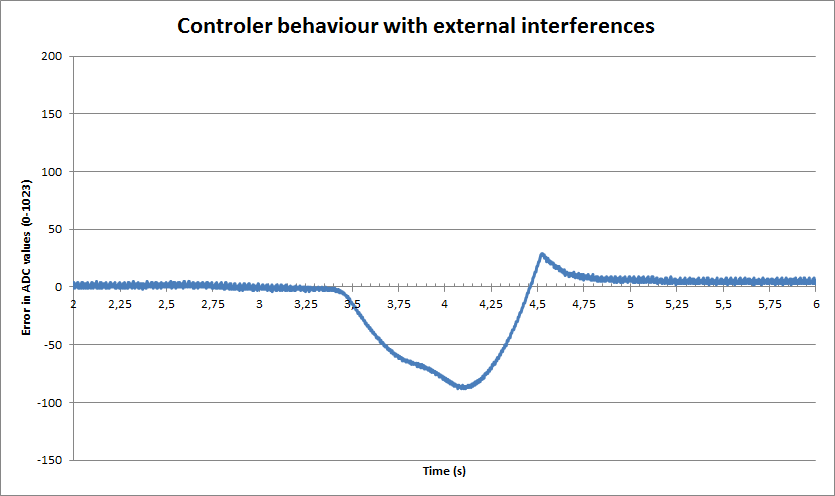 Controler behaviour with external interferences
200
150
100
50
0
-50
-100
-150
2 2,25 2,5 2,75 3 3,25 3,5 3,75 4 4,25 4,5 4,75 5 5,25 5,5 5,75 6
Error in ADC values (0-1023)
Time (s)